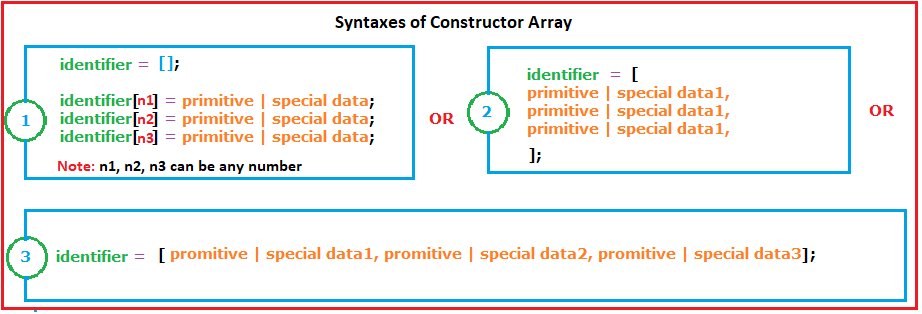 Syntaxes of Constructor Array
identifier = [];
identifier[n1] = primitive | special data;
identifier[n2] = primitive | special data;
identifier[n3] = primitive | special data;
1
Note: n1, n2, n3 can be any number
OR
identifier = [
primitive | special data1,
primitive | special data1,
primitive | special data1,
];
2
OR
3
identifier = [ promitive | special data1, promitive | special data2, promitive | special data3];